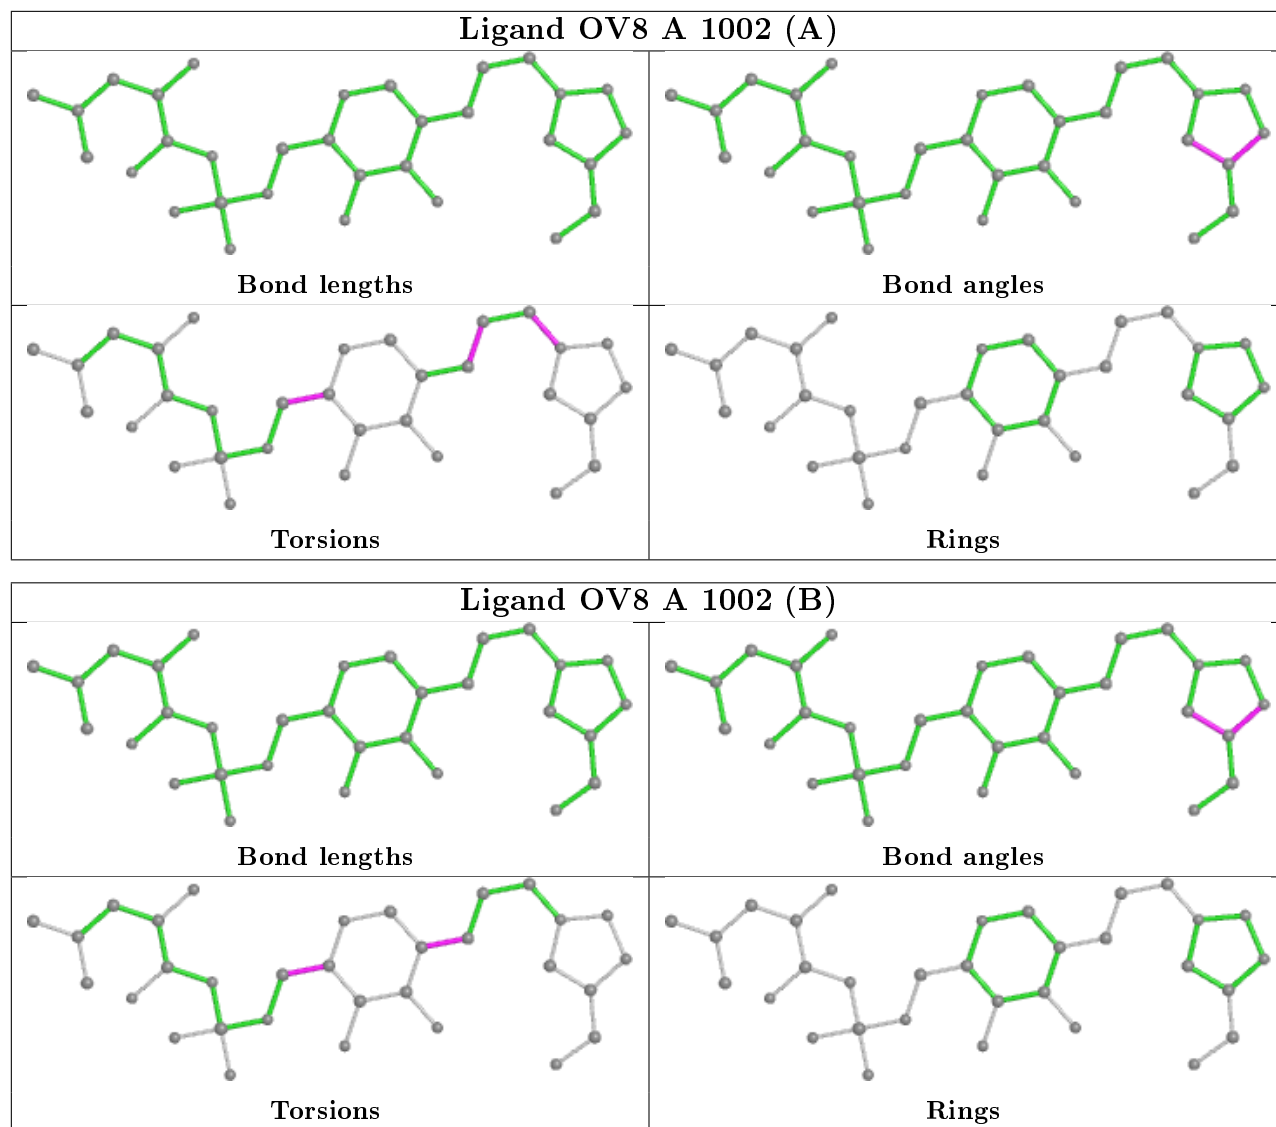 Ligand OV8 A 1002 (A)
Bond lengths
Bond angles
Torsions
Rings
Ligand OV8 A 1002 (B)
Bond lengths
Bond angles
Torsions
Rings